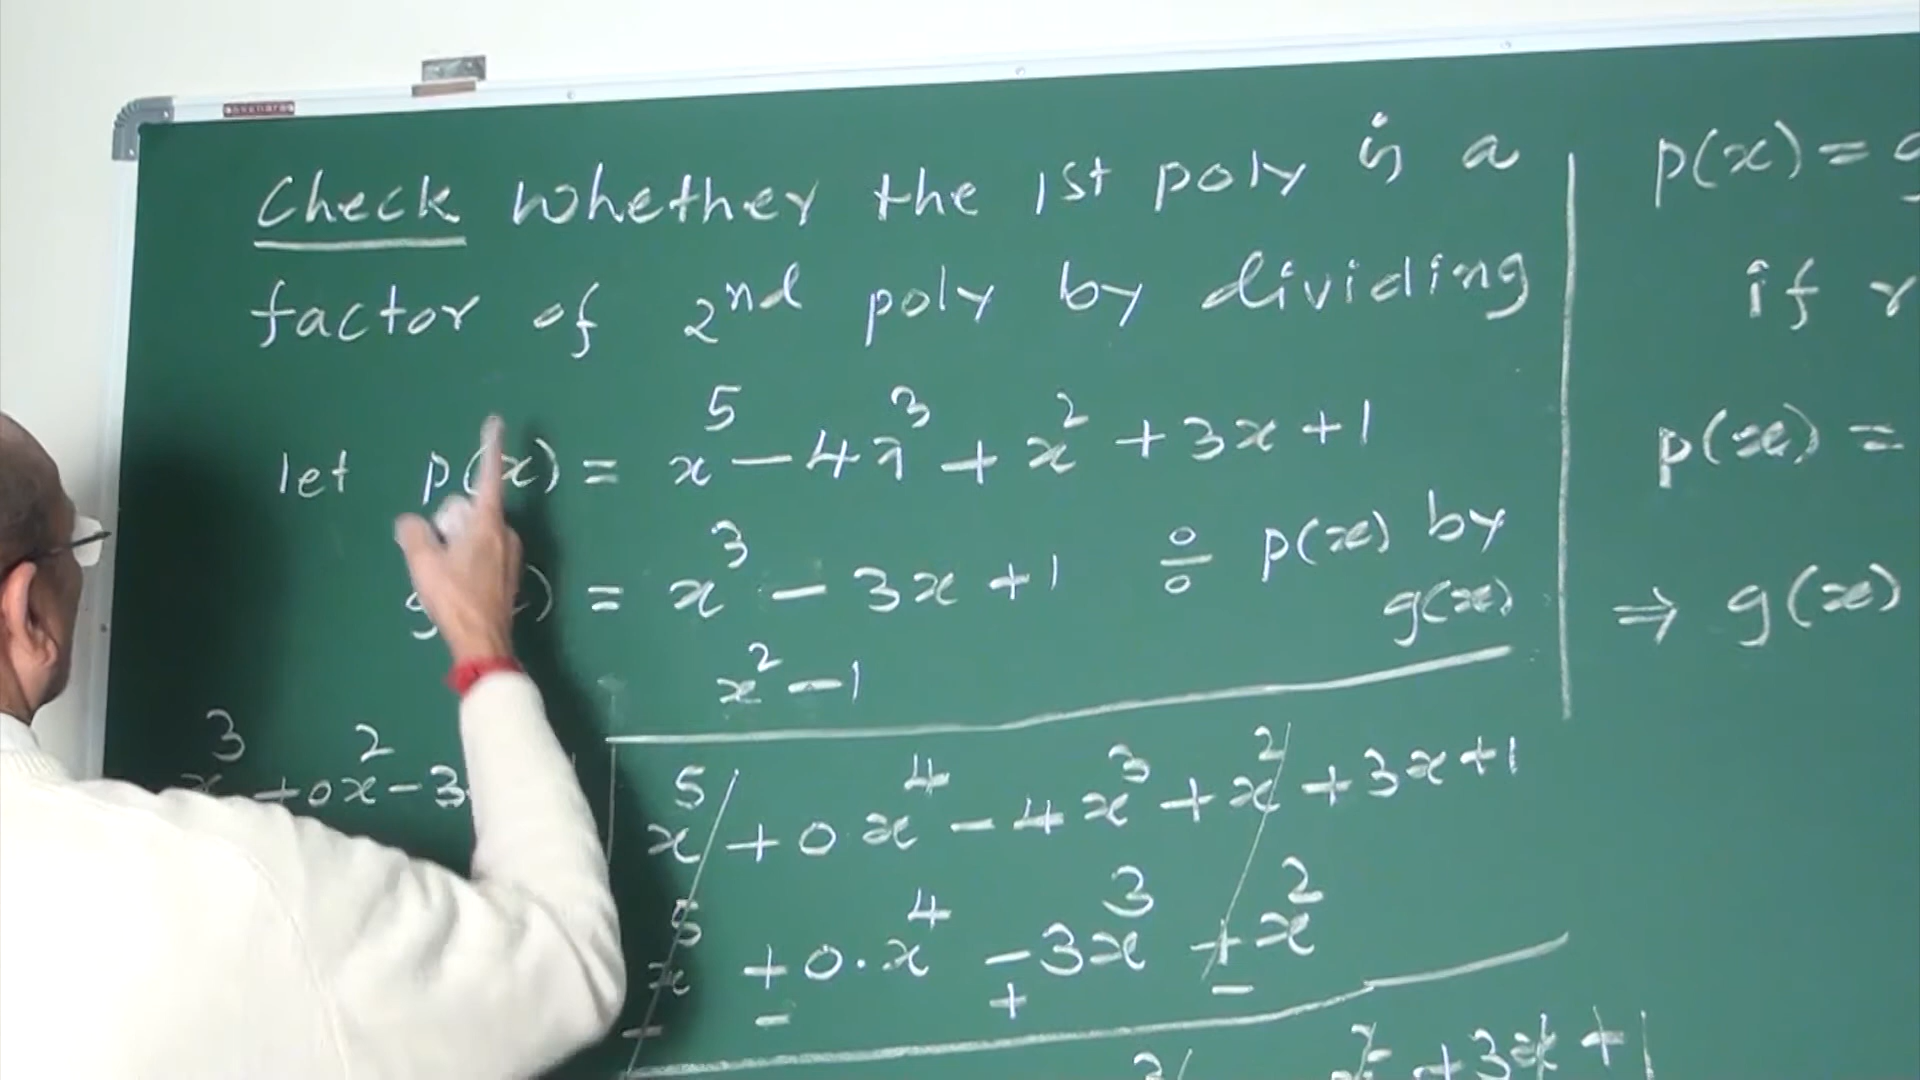 Check whether the 1st poly is a
factor of 2nd poly by dividing
let p(x) = x⁵ - 4x³ + x² + 3x + 1
= x³ - 3x + 1 ÷ p(x) by
g(x)
x² - 1
x³ + 0x² - 3
x⁵ + 0x⁴ - 4x³ + x² + 3x + 1
x⁵ + 0·x⁴ - 3x³ + x²
- - + -
+ 3x + 1
p(x) =
if
p(x) =
⇒ g(x)